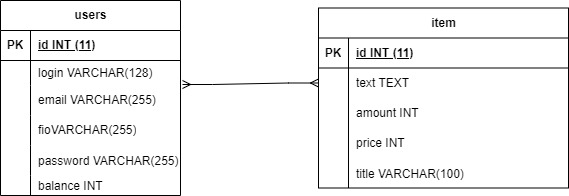 users
PK id INT (11)
login VARCHAR(128)
email VARCHAR(255)
fioVARCHAR(255)
password VARCHAR(255)
balance INT
item
PK id INT (11)
text TEXT
amount INT
price INT
title VARCHAR(100)